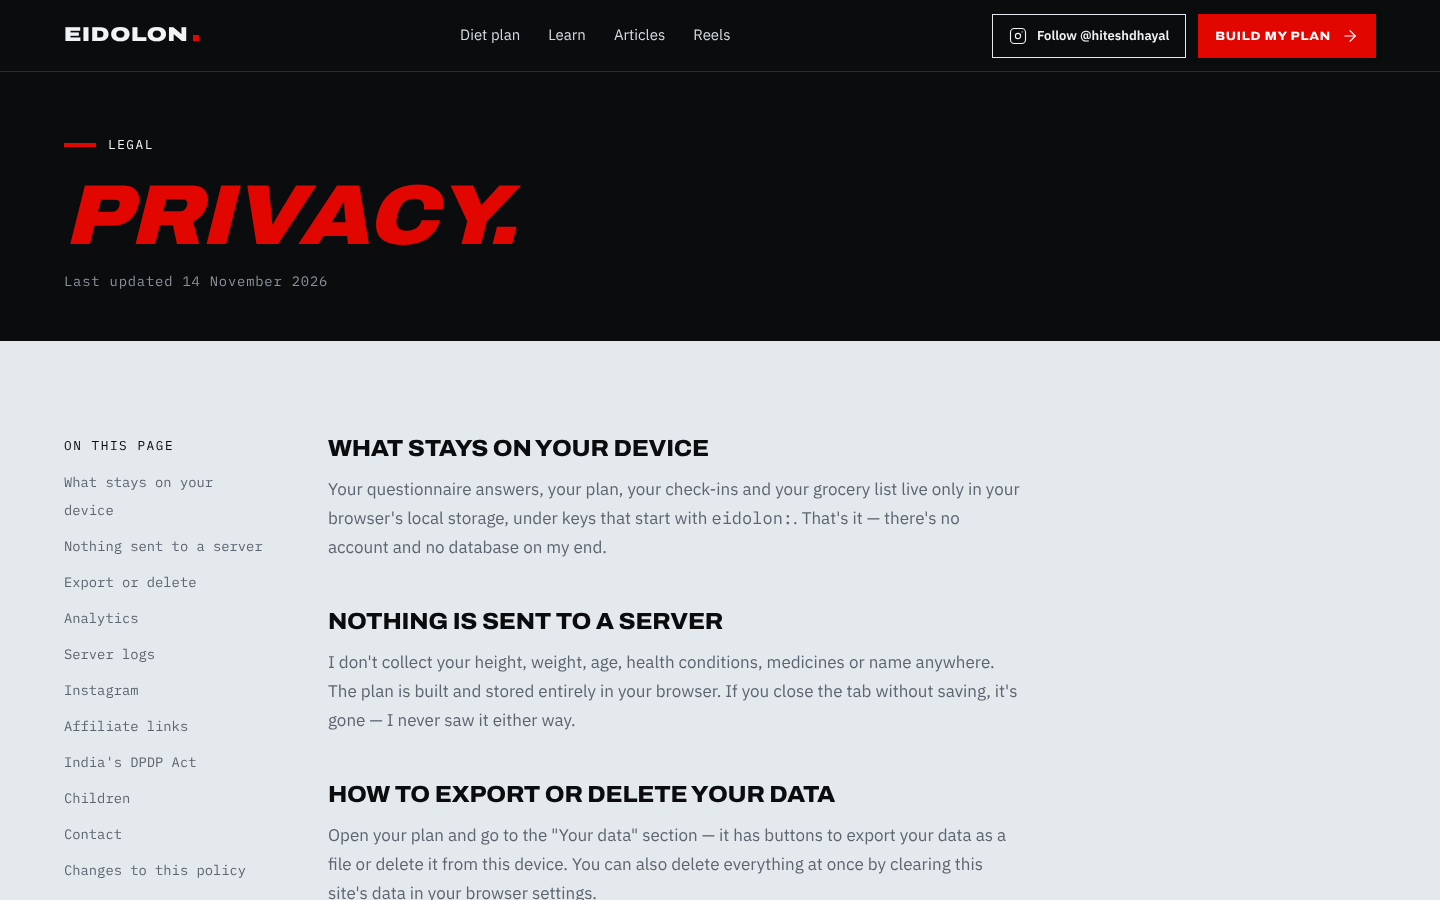 EIDOLON.
Diet plan
Learn
Articles
Reels
Follow @hiteshdhayal
BUILD MY PLAN
LEGAL
PRIVACY.
Last updated 14 November 2026
ON THIS PAGE
What stays on your
device
Nothing sent to a server
Export or delete
Analytics
Server logs
Instagram
Affiliate links
India's DPDP Act
Children
Contact
Changes to this policy
WHAT STAYS ON YOUR DEVICE
Your questionnaire answers, your plan, your check-ins and your grocery list live only in your
browser's local storage, under keys that start with eidolon:. That's it — there's no
account and no database on my end.
NOTHING IS SENT TO A SERVER
I don't collect your height, weight, age, health conditions, medicines or name anywhere.
The plan is built and stored entirely in your browser. If you close the tab without saving, it's
gone — I never saw it either way.
HOW TO EXPORT OR DELETE YOUR DATA
Open your plan and go to the "Your data" section — it has buttons to export your data as a
file or delete it from this device. You can also delete everything at once by clearing this
site's data in your browser settings.